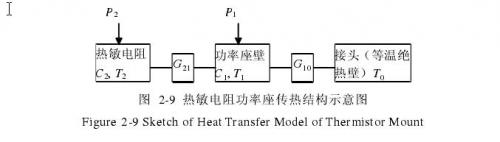 P2 P1
热敏电阻 功率座壁 接头（等温绝
C2, T2 G21 C1, T1 G10 热壁）T0
图 2-9 热敏电阻功率座传热结构示意图
Figure 2-9 Sketch of Heat Transfer Model of Thermistor Mount